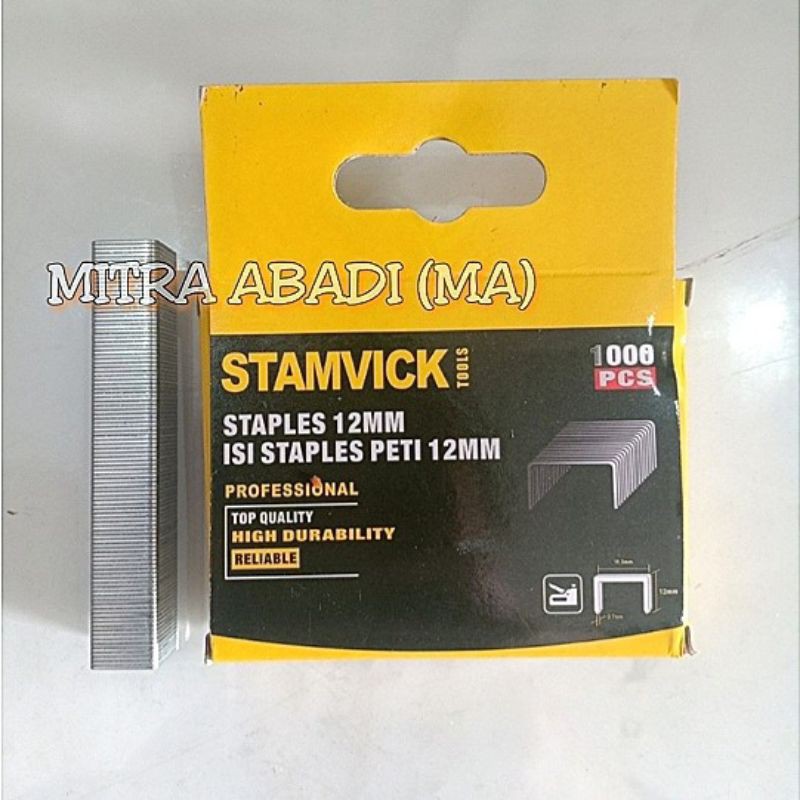 MITRA ABADI (MA)
STAMVICK
TOOLS
1000
PCS
STAPLES 12MM
ISI STAPLES PETI 12MM
PROFESSIONAL
TOP QUALITY
HIGH DURABILITY
RELIABLE
12mm